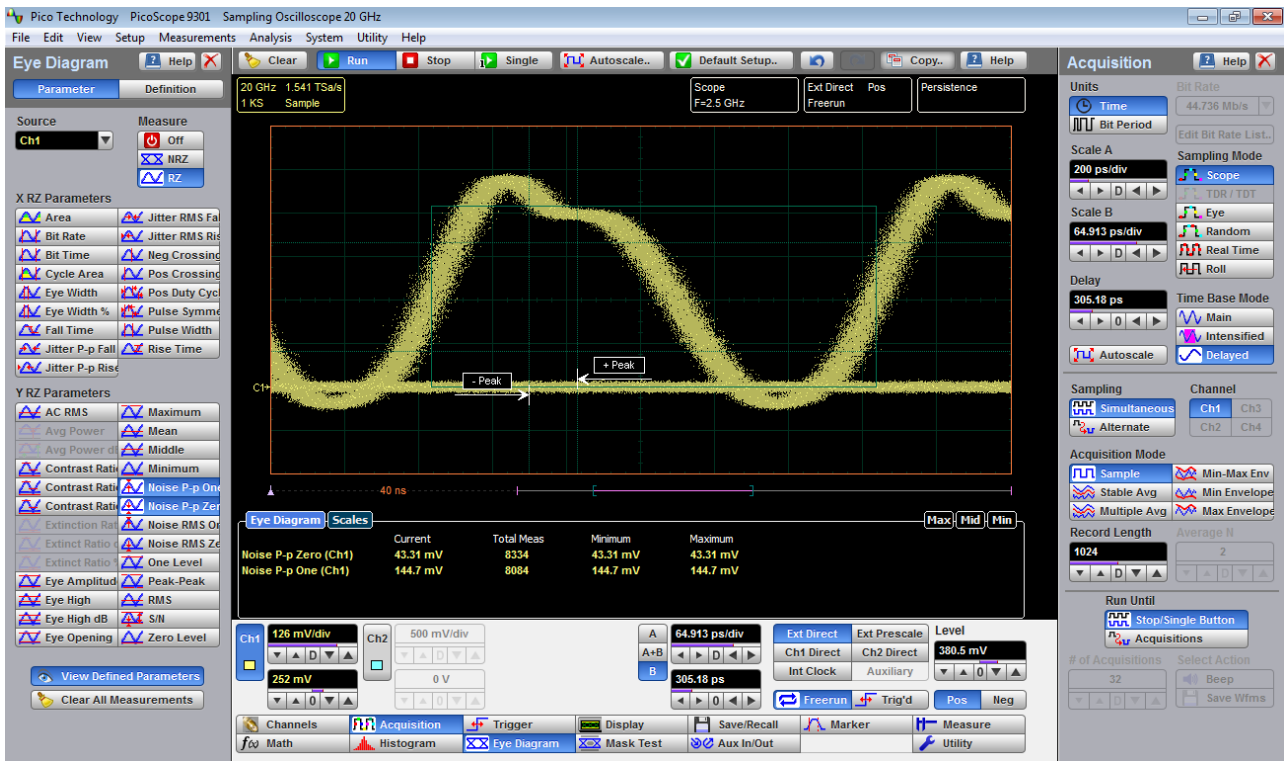 Pico Technology PicoScope 9301 Sampling Oscilloscope 20 GHz
File Edit View Setup Measurements Analysis System Utility Help
Eye Diagram Help
Parameter Definition
Source Measure
Ch1 Off
NRZ
RZ
X RZ Parameters
Area Jitter RMS Fal
Bit Rate Jitter RMS Ris
Bit Time Neg Crossing
Cycle Area Pos Crossing
Eye Width Pos Duty Cycl
Eye Width % Pulse Symme
Fall Time Pulse Width
Jitter P-p Fall Rise Time
Jitter P-p Rise
Y RZ Parameters
AC RMS Maximum
Avg Power Mean
Avg Power d Middle
Contrast Rati Minimum
Contrast Rati Noise P-p One
Contrast Rati Noise P-p Zer
Extinction Rat Noise RMS On
Extinct Ratio Noise RMS Ze
Extinct Ratio One Level
Eye Amplitud Peak-Peak
Eye High RMS
Eye High dB S/N
Eye Opening Zero Level
View Defined Parameters
Clear All Measurements
Clear Run Stop Single Autoscale.. Default Setup.. Copy.. Help
20 GHz 1.541 TSa/s
1 KS Sample
Scope
F=2.5 GHz
Ext Direct Pos
Freerun
Persistence
+ Peak
- Peak
C1
40 ns
Eye Diagram Scales Max Mid Min
Current Total Meas Minimum Maximum
Noise P-p Zero (Ch1) 43.31 mV 8334 43.31 mV 43.31 mV
Noise P-p One (Ch1) 144.7 mV 8084 144.7 mV 144.7 mV
Ch1 126 mV/div Ch2 500 mV/div A 64.913 ps/div Ext Direct Ext Prescale Level
D D A+B D Ch1 Direct Ch2 Direct 380.5 mV
252 mV 0 V B 305.18 ps Int Clock Auxiliary 0
0 0 0 Freerun Trig'd Pos Neg
Channels Acquisition Trigger Display Save/Recall Marker Measure
f(x) Math Histogram Eye Diagram Mask Test Aux In/Out Utility
Acquisition Help
Units Bit Rate
Time 44.736 Mb/s
Bit Period Edit Bit Rate List..
Scale A Sampling Mode
200 ps/div Scope
D TDR / TDT
Scale B Eye
64.913 ps/div Random
D Real Time
Roll
Delay
305.18 ps Time Base Mode
0 Main
Intensified
Autoscale Delayed
Sampling Channel
Simultaneous Ch1 Ch3
Alternate Ch2 Ch4
Acquisition Mode
Sample Min-Max Env
Stable Avg Min Envelope
Multiple Avg Max Envelope
Record Length Average N
1024 2
D D
Run Until
Stop/Single Button
Acquisitions
# of Acquisitions Select Action
32 Beep
D Save Wfms